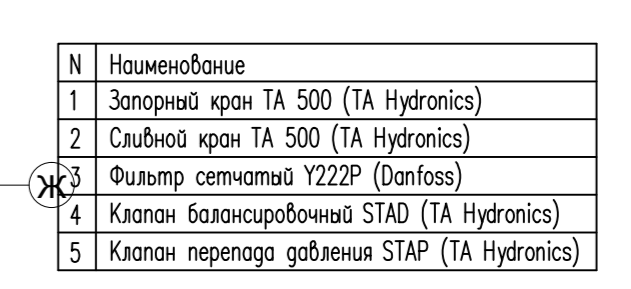 N Наименование
1 Запорный кран TA 500 (TA Hydronics)
2 Сливной кран TA 500 (TA Hydronics)
Ж
3 Фильтр сетчатый Y222P (Danfoss)
4 Клапан балансировочный STAD (TA Hydronics)
5 Клапан перепада давления STAP (TA Hydronics)